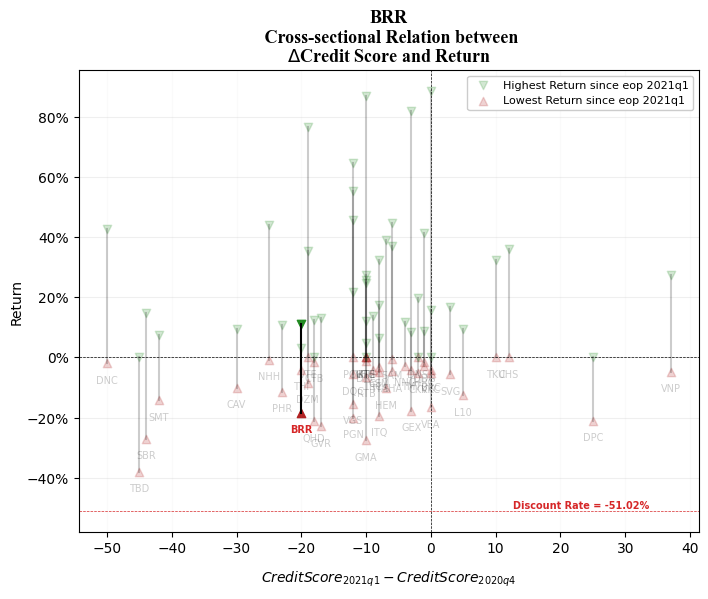 BRR
Cross-sectional Relation between
ΔCredit Score and Return
Highest Return since eop 2021q1
Lowest Return since eop 2021q1
80%
60%
40%
20%
0%
−20%
−40%
Return
DNC
TBD
SBR
SMT
CAV
NHH
PHR
BRR
DZM
QHD
GVR
VGS
PGN
GMA
ITQ
HEM
GEX
VEA
SVG
L10
TKU
CHS
DPC
VNP
Discount Rate = -51.02%
−50
−40
−30
−20
−10
0
10
20
30
40
CreditScore2021q1 − CreditScore2020q4